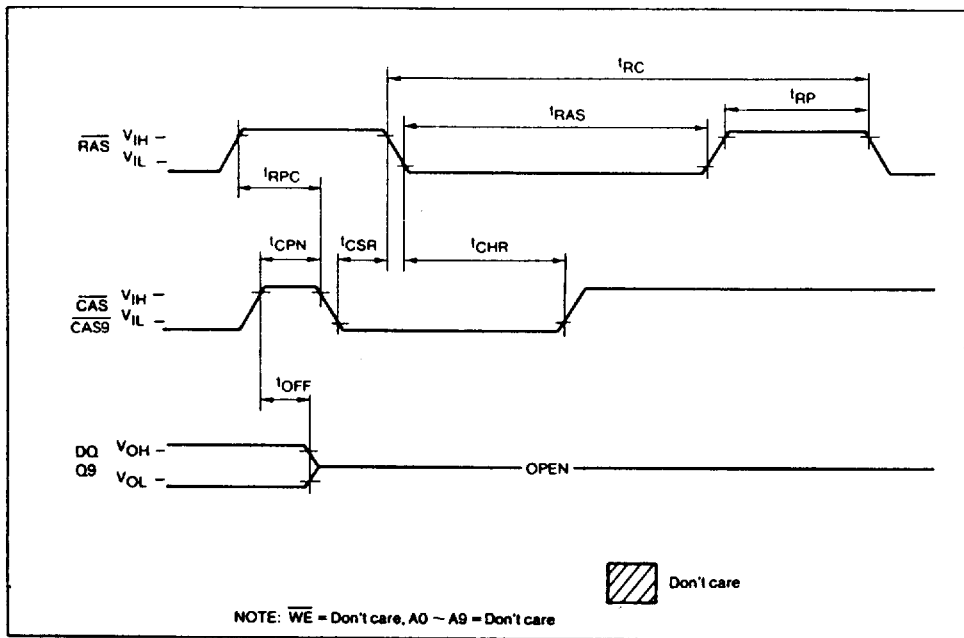 tRC
tRP
tRAS
RAS VIH
VIL
tRPC
tCPN tCSR tCHR
CAS VIH
CAS9 VIL
tOFF
DQ VOH
Q9 VOL
OPEN
Don't care
NOTE: WE = Don't care, A0 ~ A9 = Don't care